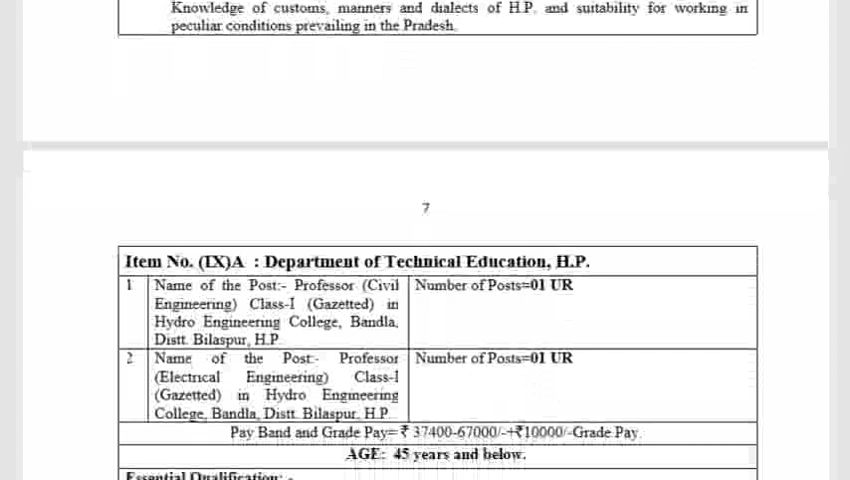 Knowledge of customs, manners and dialects of H.P. and suitability for working in
peculiar conditions prevailing in the Pradesh.
7
Item No. (IX)A : Department of Technical Education, H.P.
1 Name of the Post:- Professor (Civil Number of Posts=01 UR
Engineering) Class-I (Gazetted) in
Hydro Engineering College, Bandla,
Distt. Bilaspur, H.P.
2 Name of the Post:- Professor Number of Posts=01 UR
(Electrical Engineering) Class-I
(Gazetted) in Hydro Engineering
College, Bandla, Distt. Bilaspur, H.P.
Pay Band and Grade Pay= ₹ 37400-67000/-+₹10000/-Grade Pay.
AGE: 45 years and below.
Essential Qualification: -